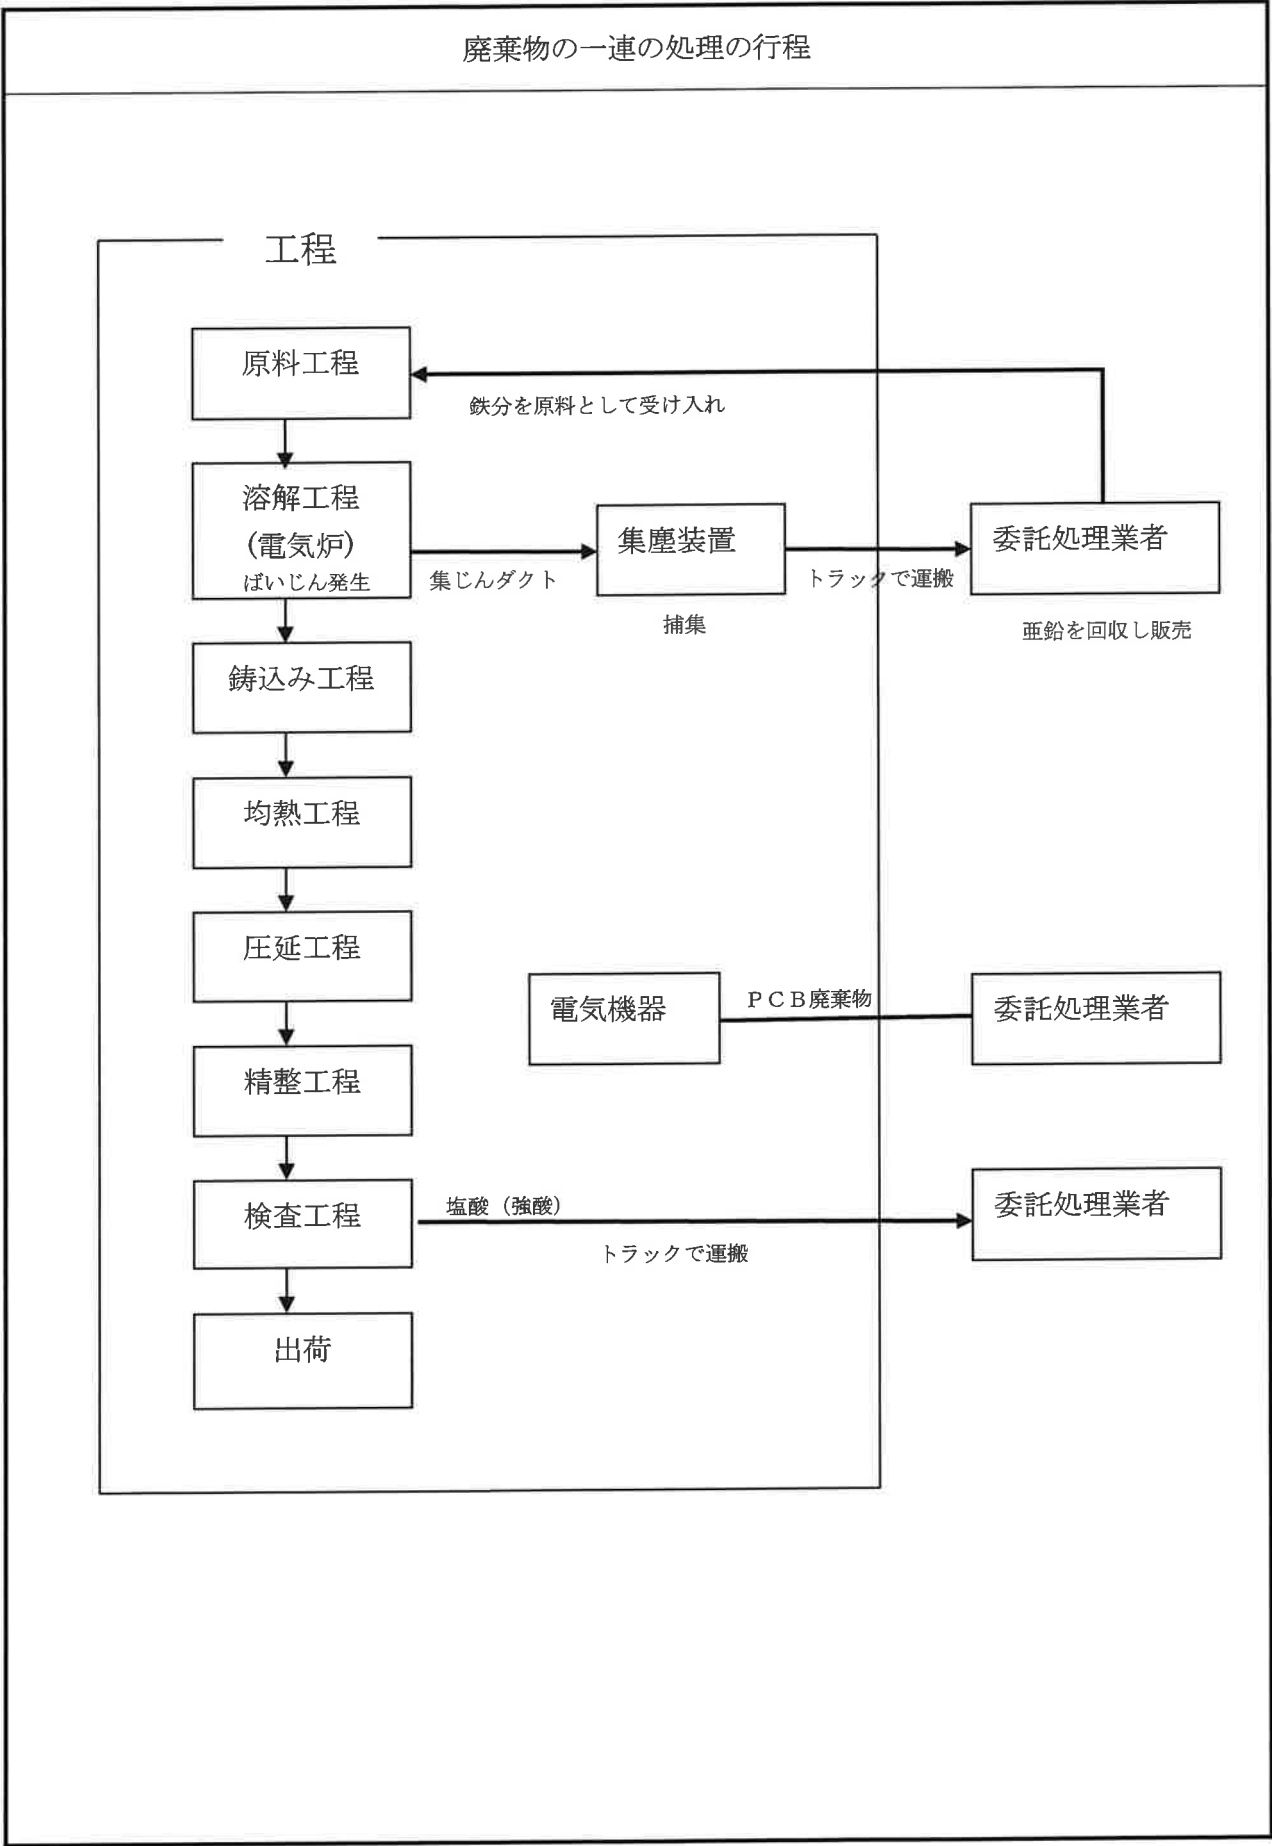 廃棄物の一連の処理の行程
工程
原料工程
鉄分を原料として受け入れ
溶解工程
(電気炉)
ばいじん発生
集じんダクト
集塵装置
捕集
トラックで運搬
委託処理業者
亜鉛を回収し販売
鋳込み工程
均熱工程
圧延工程
電気機器
ＰＣＢ廃棄物
委託処理業者
精整工程
検査工程
塩酸（強酸）
トラックで運搬
委託処理業者
出荷